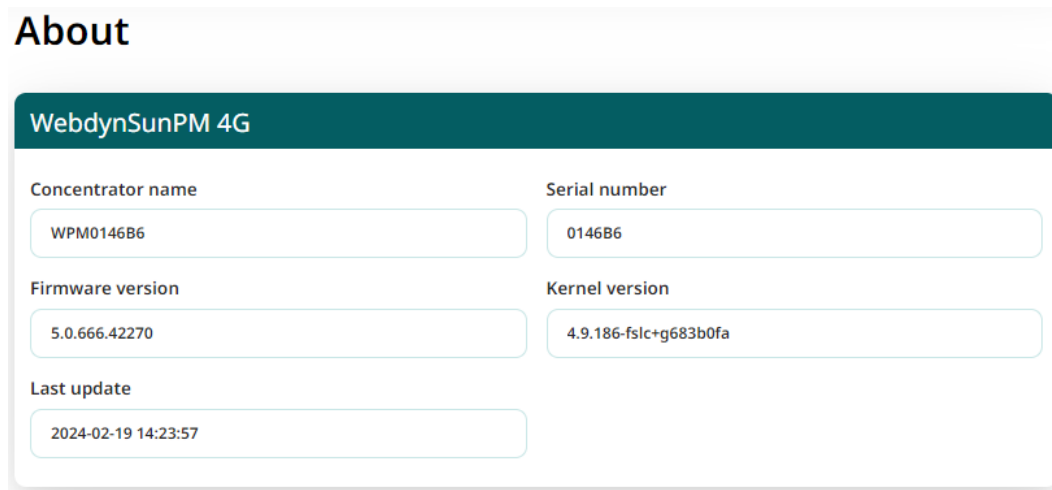 About
WebdynSunPM 4G
Concentrator name
Serial number
WPM0146B6
0146B6
Firmware version
Kernel version
5.0.666.42270
4.9.186-fslc+g683b0fa
Last update
2024-02-19 14:23:57